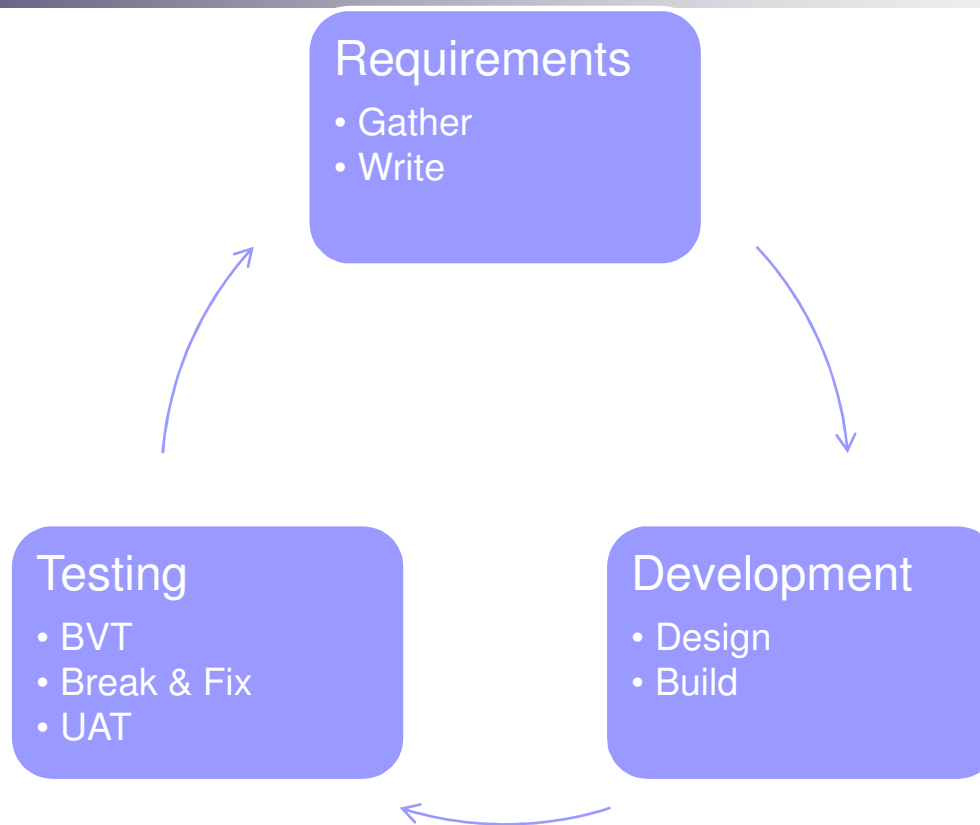 Requirements
• Gather
• Write
Testing
• BVT
• Break & Fix
• UAT
Development
• Design
• Build